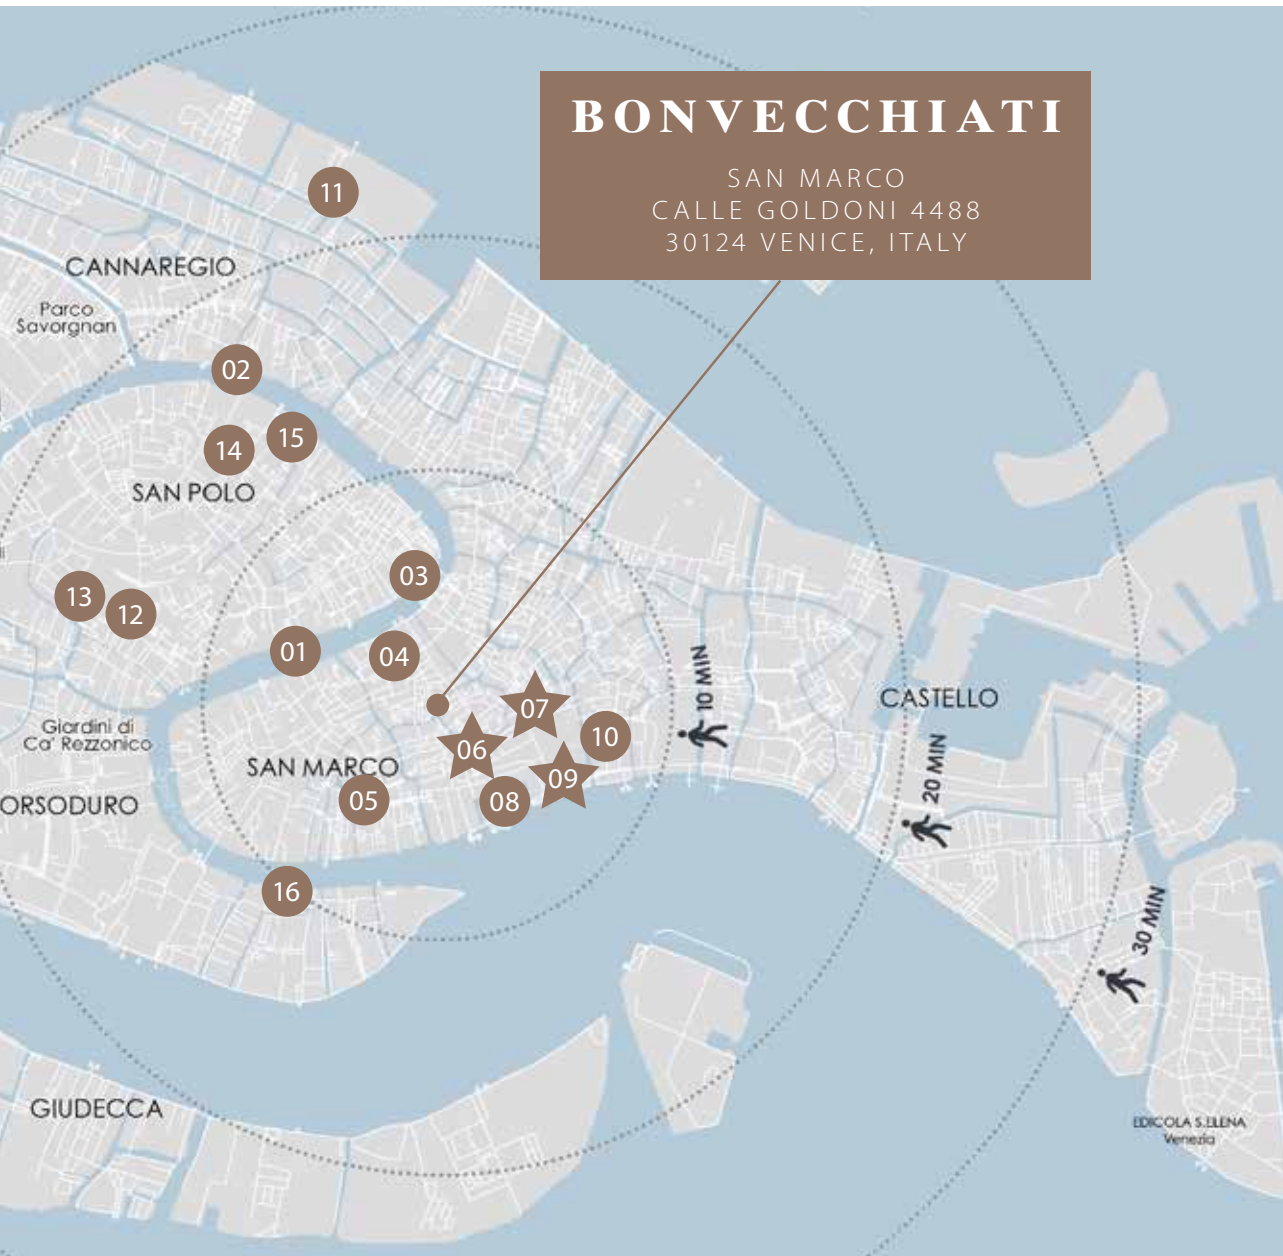 BONVECCHIATI
SAN MARCO
CALLE GOLDONI 4488
30124 VENICE, ITALY
11
CANNAREGIO
Parco
Savorgnan
02
14
15
SAN POLO
03
13
12
01
04
10 MIN
07
CASTELLO
Giardini di
Ca' Rezzonico
06
10
20 MIN
SAN MARCO
09
05
08
ORSODURO
16
30 MIN
GIUDECCA
EDICOLA S.ELENA
Venezia